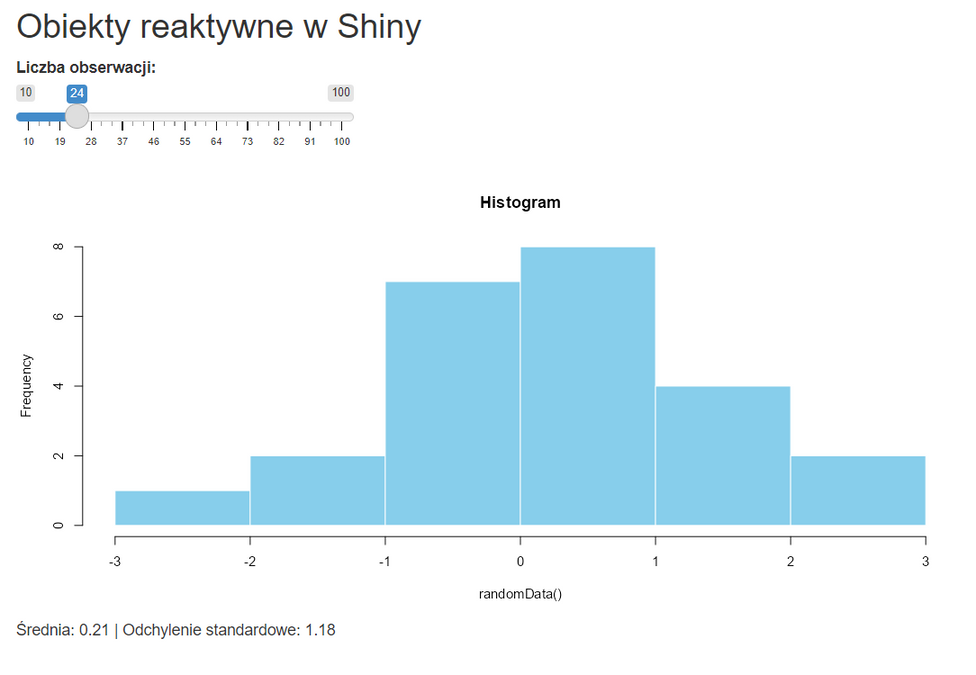 Obiekty reaktywne w Shiny
Liczba obserwacji:
10 24 100
10 19 28 37 46 55 64 73 82 91 100
Histogram
8
6
4
2
0
Frequency
-3 -2 -1 0 1 2 3
randomData()
Średnia: 0.21 | Odchylenie standardowe: 1.18